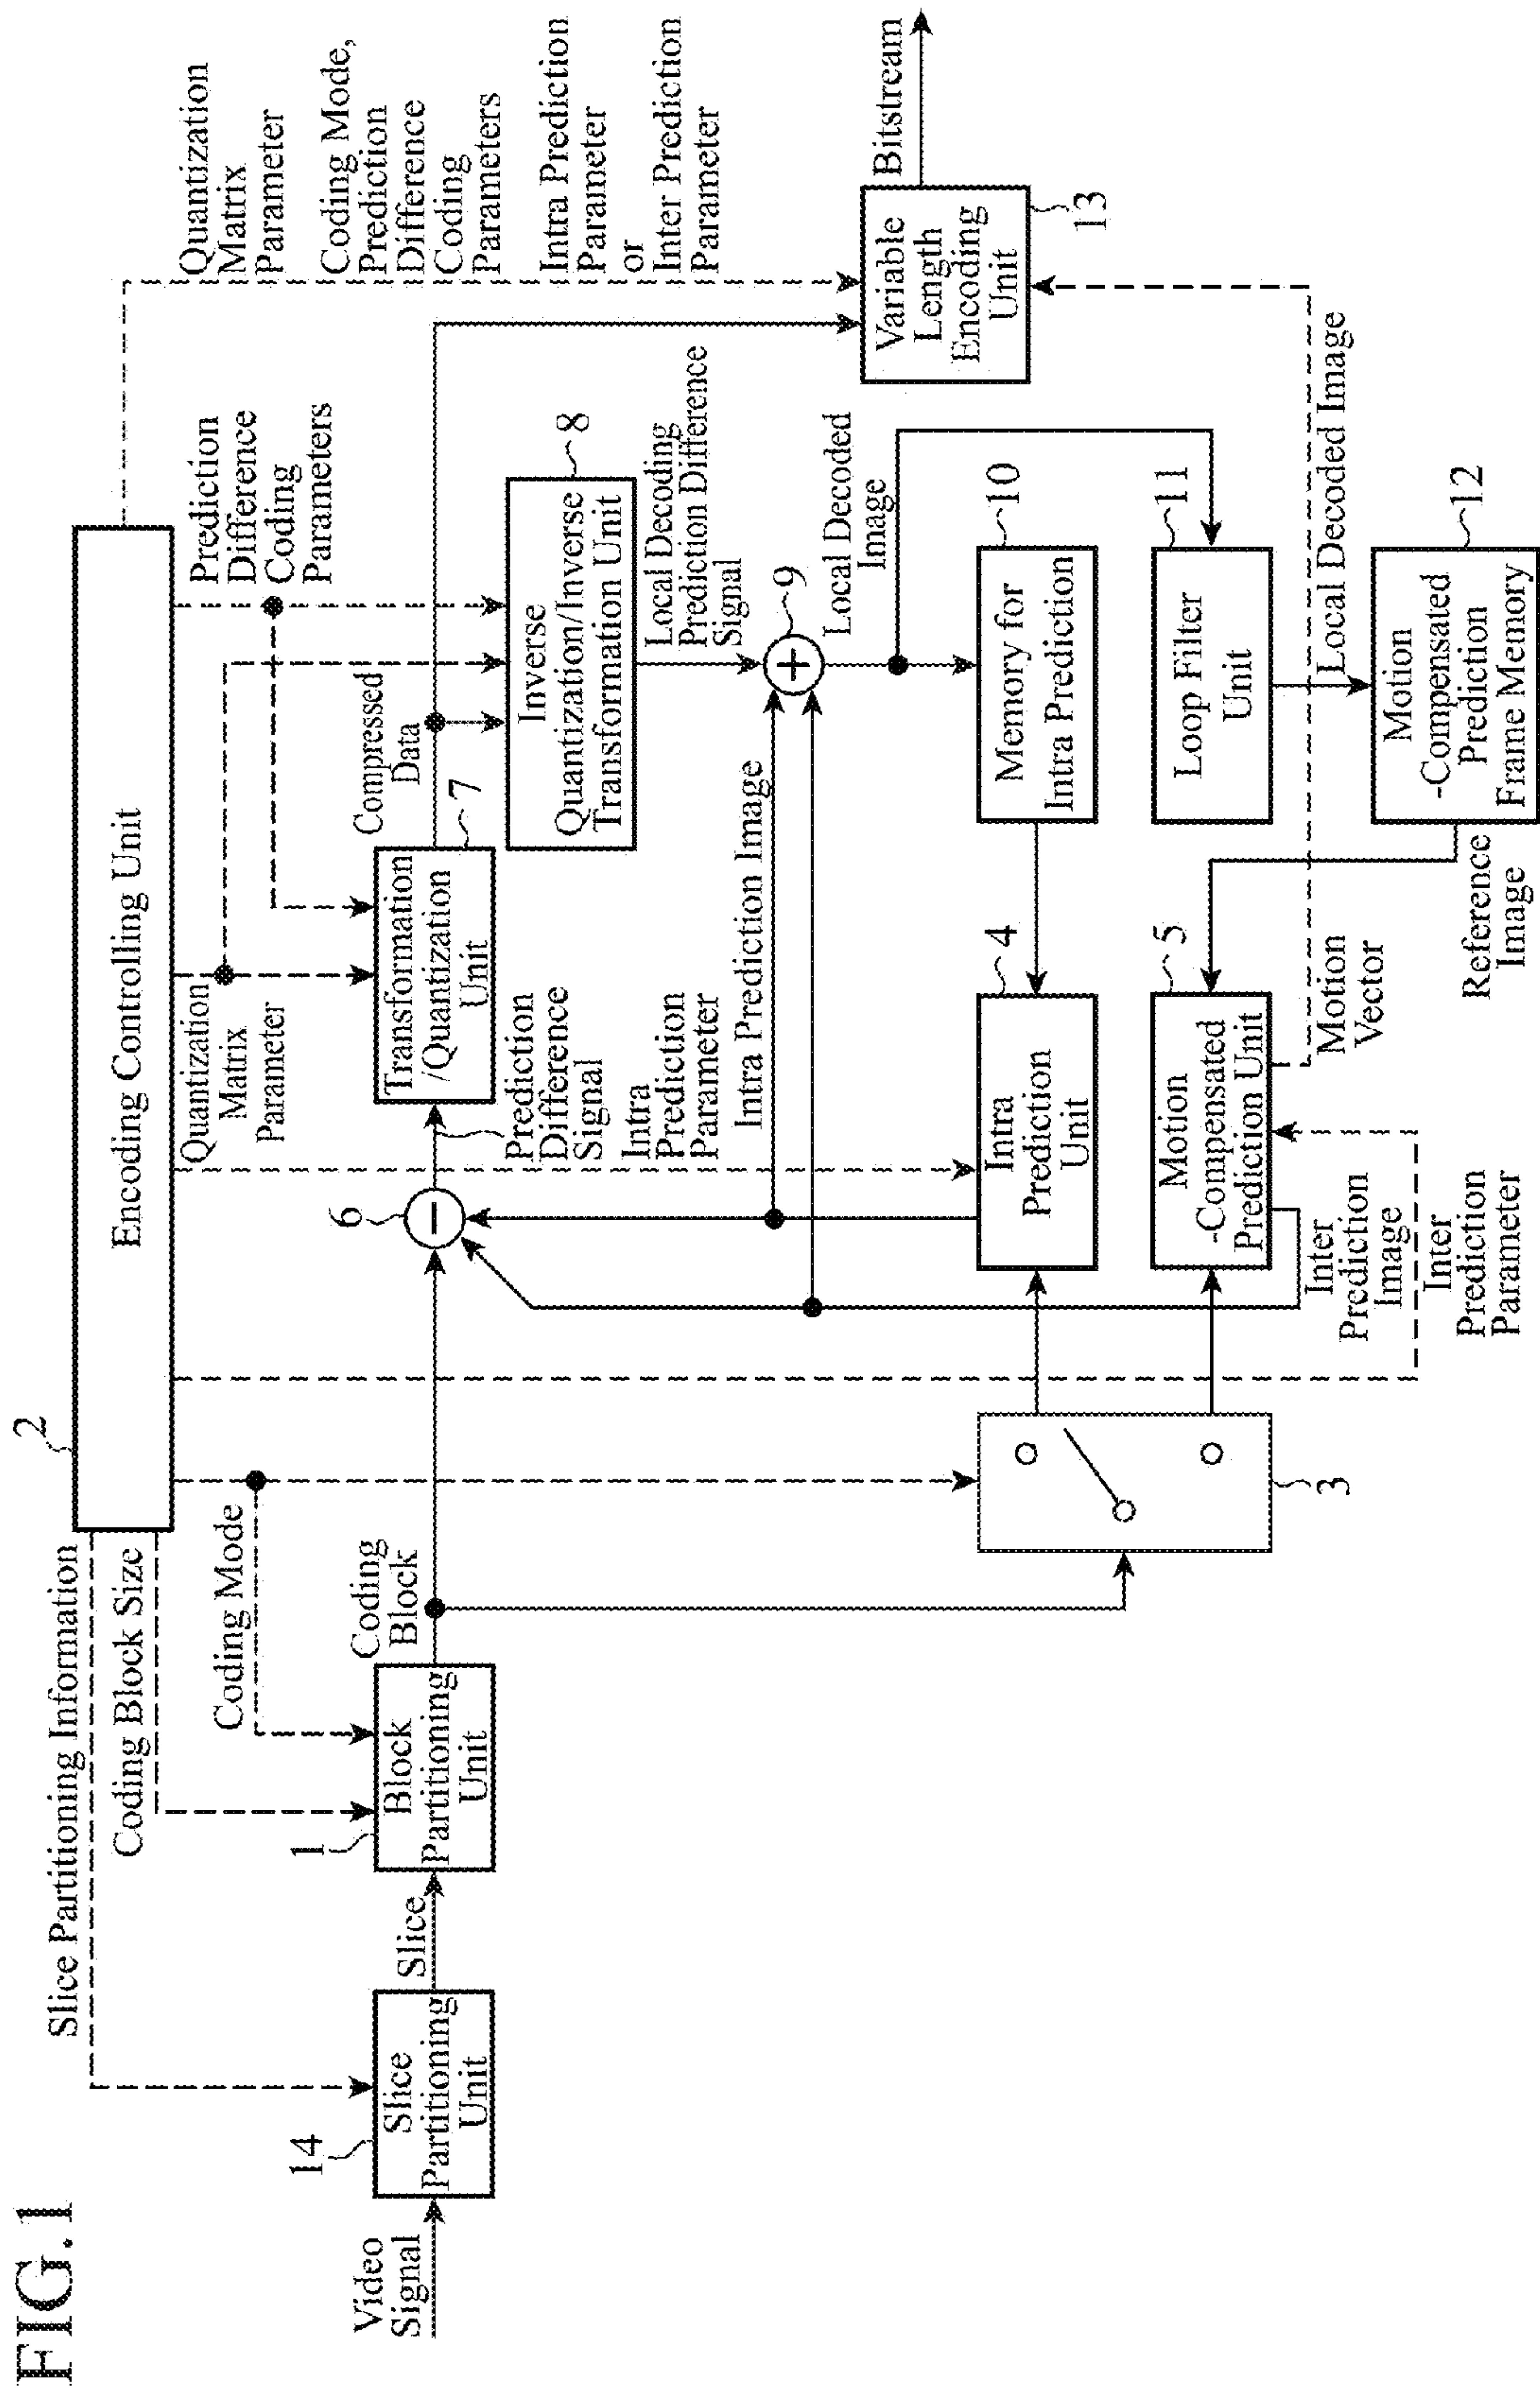 FIG.1
Encoding Controlling Unit
2
Slice Partitioning Information
Coding Block Size
Coding Mode
Quantization
Matrix
Parameter
Prediction
Difference
Coding
Parameters
Quantization
Matrix
Parameter
Coding Mode,
Prediction
Difference
Coding
Parameters
Intra Prediction
Parameter
or
Inter Prediction
Parameter
Video
Signal
14
Slice
Partitioning
Unit
Slice
1
Block
Partitioning
Unit
Coding
Block
6
−
Prediction
Difference
Signal
Transformation
/Quantization
Unit
7
Compressed
Data
Inverse
Quantization/Inverse
Transformation Unit
8
Local Decoding
Prediction Difference
Signal
Intra
Prediction
Parameter
Intra Prediction Image
+
9
Local Decoded
Image
Variable
Length
Encoding
Unit
13
Bitstream
3
Intra
Prediction
Unit
4
Memory for
Intra Prediction
10
Motion
-Compensated
Prediction Unit
5
Loop Filter
Unit
11
Inter
Prediction
Image
Inter
Prediction
Parameter
Motion
Vector
Local Decoded Image
Reference
Image
Motion
-Compensated
Prediction
Frame Memory
12